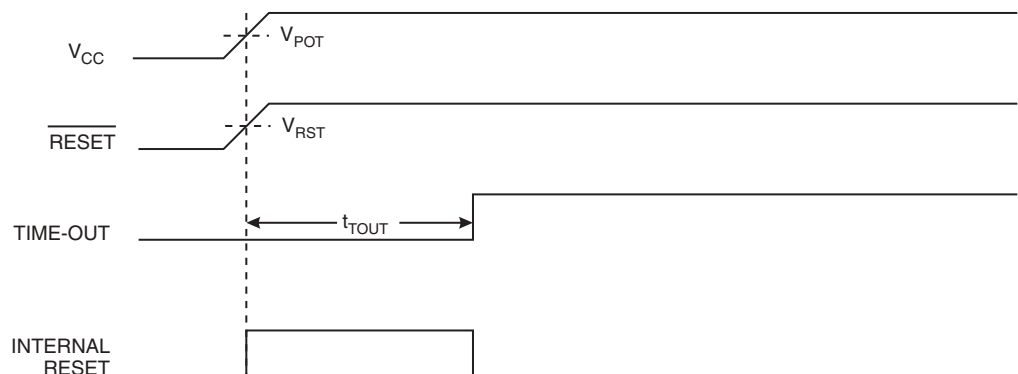 V_CC
V_POT
RESET
V_RST
TIME-OUT
t_TOUT
INTERNAL
RESET